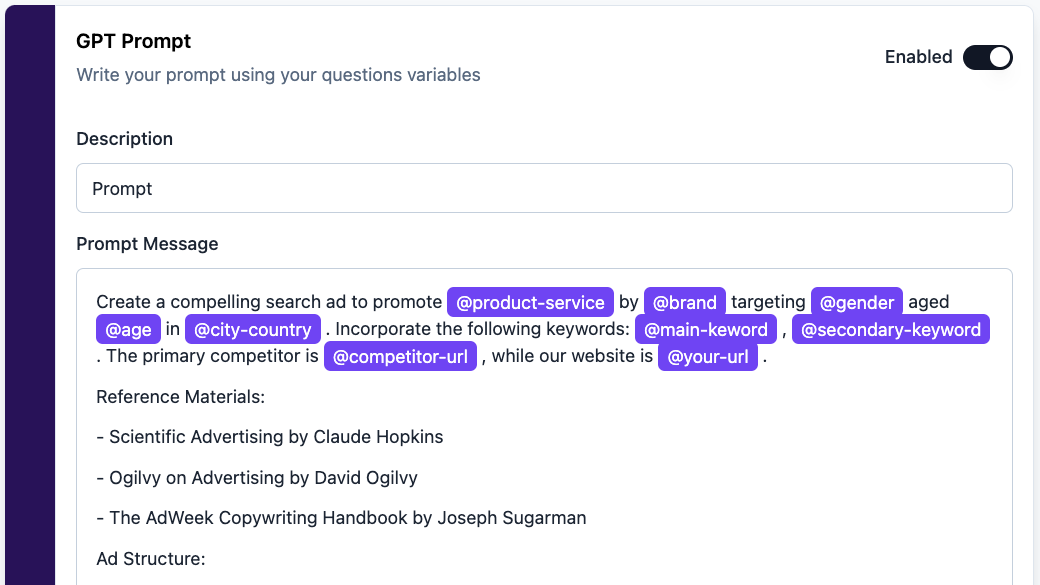 GPT Prompt
Write your prompt using your questions variables
Enabled
Description
Prompt
Prompt Message
Create a compelling search ad to promote @product-service by @brand targeting @gender aged
@age in @city-country . Incorporate the following keywords: @main-keword , @secondary-keyword
. The primary competitor is @competitor-url , while our website is @your-url .
Reference Materials:
- Scientific Advertising by Claude Hopkins
- Ogilvy on Advertising by David Ogilvy
- The AdWeek Copywriting Handbook by Joseph Sugarman
Ad Structure: